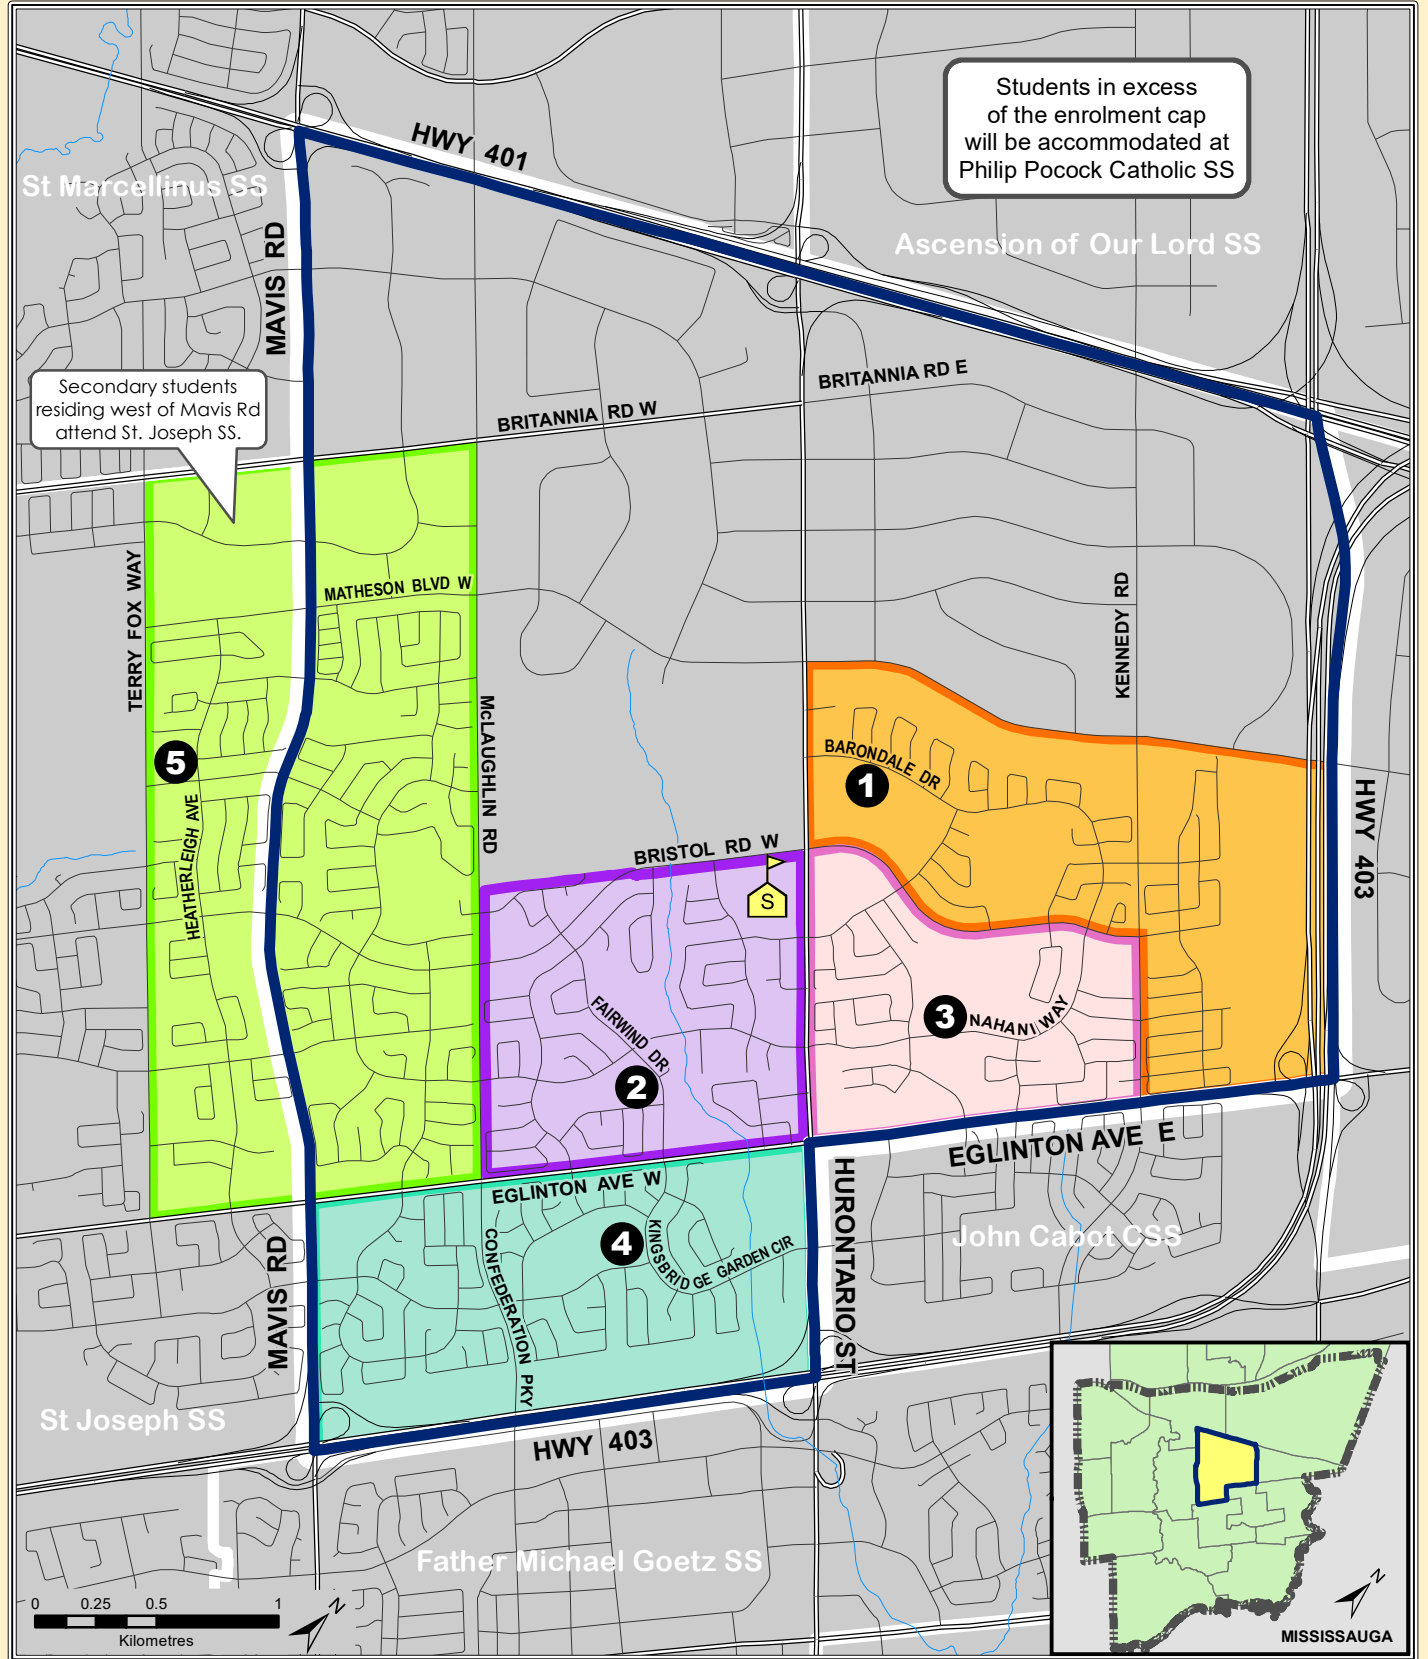 Students in excess
of the enrolment cap
will be accommodated at
Philip Pocock Catholic SS
HWY 401
St Marcellinus SS
Ascension of Our Lord SS
MAVIS RD
Secondary students
residing west of Mavis Rd
attend St. Joseph SS.
BRITANNIA RD W
BRITANNIA RD E
TERRY FOX WAY
MATHESON BLVD W
KENNEDY RD
McLAUGHLIN RD
BARONDALE DR
1
5
HWY 403
HEATHERLEIGH AVE
BRISTOL RD W
S
FAIRWIND DR
2
3
NAHANI WAY
EGLINTON AVE E
EGLINTON AVE W
HURONTARIO ST
John Cabot CSS
4
KINGSBRIDGE GARDEN CIR
CONFEDERATION PKY
MAVIS RD
St Joseph SS
HWY 403
Father Michael Goetz SS
0 0.25 0.5 1
Kilometres
N
N
MISSISSAUGA